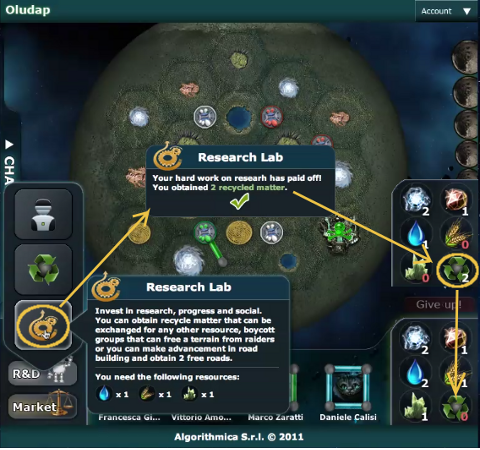 Oludap
Account
CHA
Research Lab
Your hard work on researh has paid off!
You obtained 2 recycled matter.
2
1
1
0
0
2
Give up!
Research Lab
Invest in research, progress and social.
You can obtain recycle matter that can be
exchanged for any other resource, boycott
groups that can free a terrain from raiders
or you can make advancement in road
building and obtain 2 free roads.
You need the following resources:
x 1
x 1
x 1
2
1
2
1
1
0
R&D
Market
Francesca Gi...
Vittorio Amo...
Marco Zaratti
Daniele Calisi
Algorithmica S.r.l. © 2011